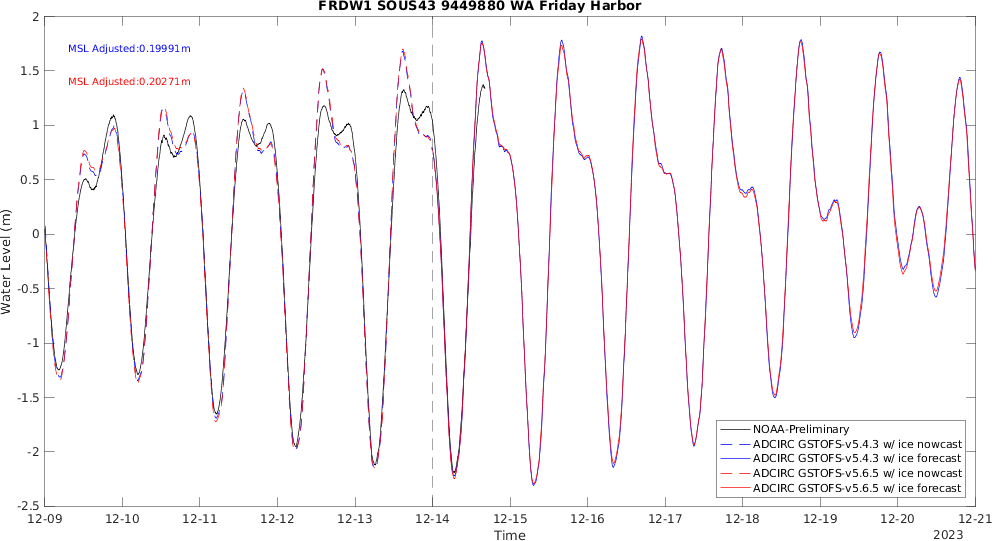 FRDW1 SOUS43 9449880 WA Friday Harbor
MSL Adjusted:0.19991m
MSL Adjusted:0.20271m
Water Level (m)
2
1.5
1
0.5
0
-0.5
-1
-1.5
-2
-2.5
NOAA-Preliminary
ADCIRC GSTOFS-v5.4.3 w/ ice nowcast
ADCIRC GSTOFS-v5.4.3 w/ ice forecast
ADCIRC GSTOFS-v5.6.5 w/ ice nowcast
ADCIRC GSTOFS-v5.6.5 w/ ice forecast
12-09 12-10 12-11 12-12 12-13 12-14 12-15 12-16 12-17 12-18 12-19 12-20 12-21
Time
2023